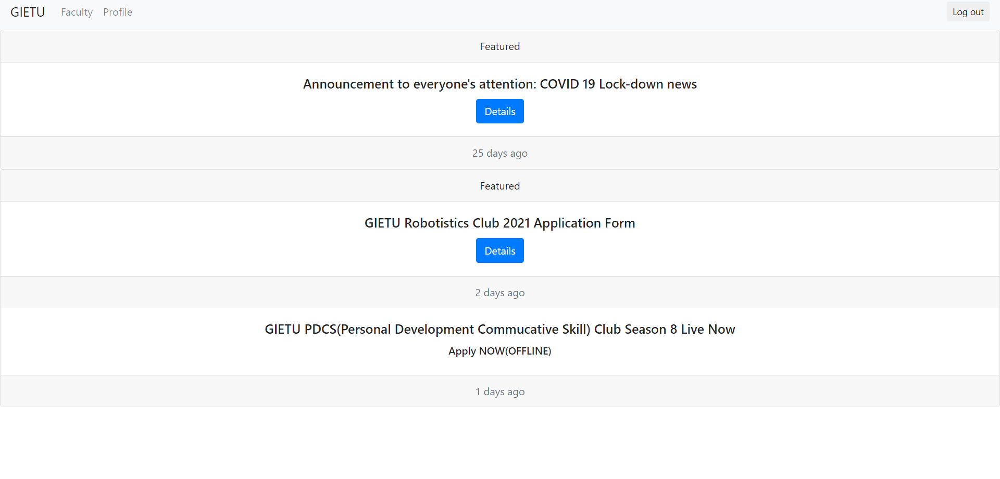 GIETU Faculty Profile Log out
Featured
Announcement to everyone's attention: COVID 19 Lock-down news
Details
25 days ago
Featured
GIETU Robotistics Club 2021 Application Form
Details
2 days ago
GIETU PDCS(Personal Development Commucative Skill) Club Season 8 Live Now
Apply NOW(OFFLINE)
1 days ago